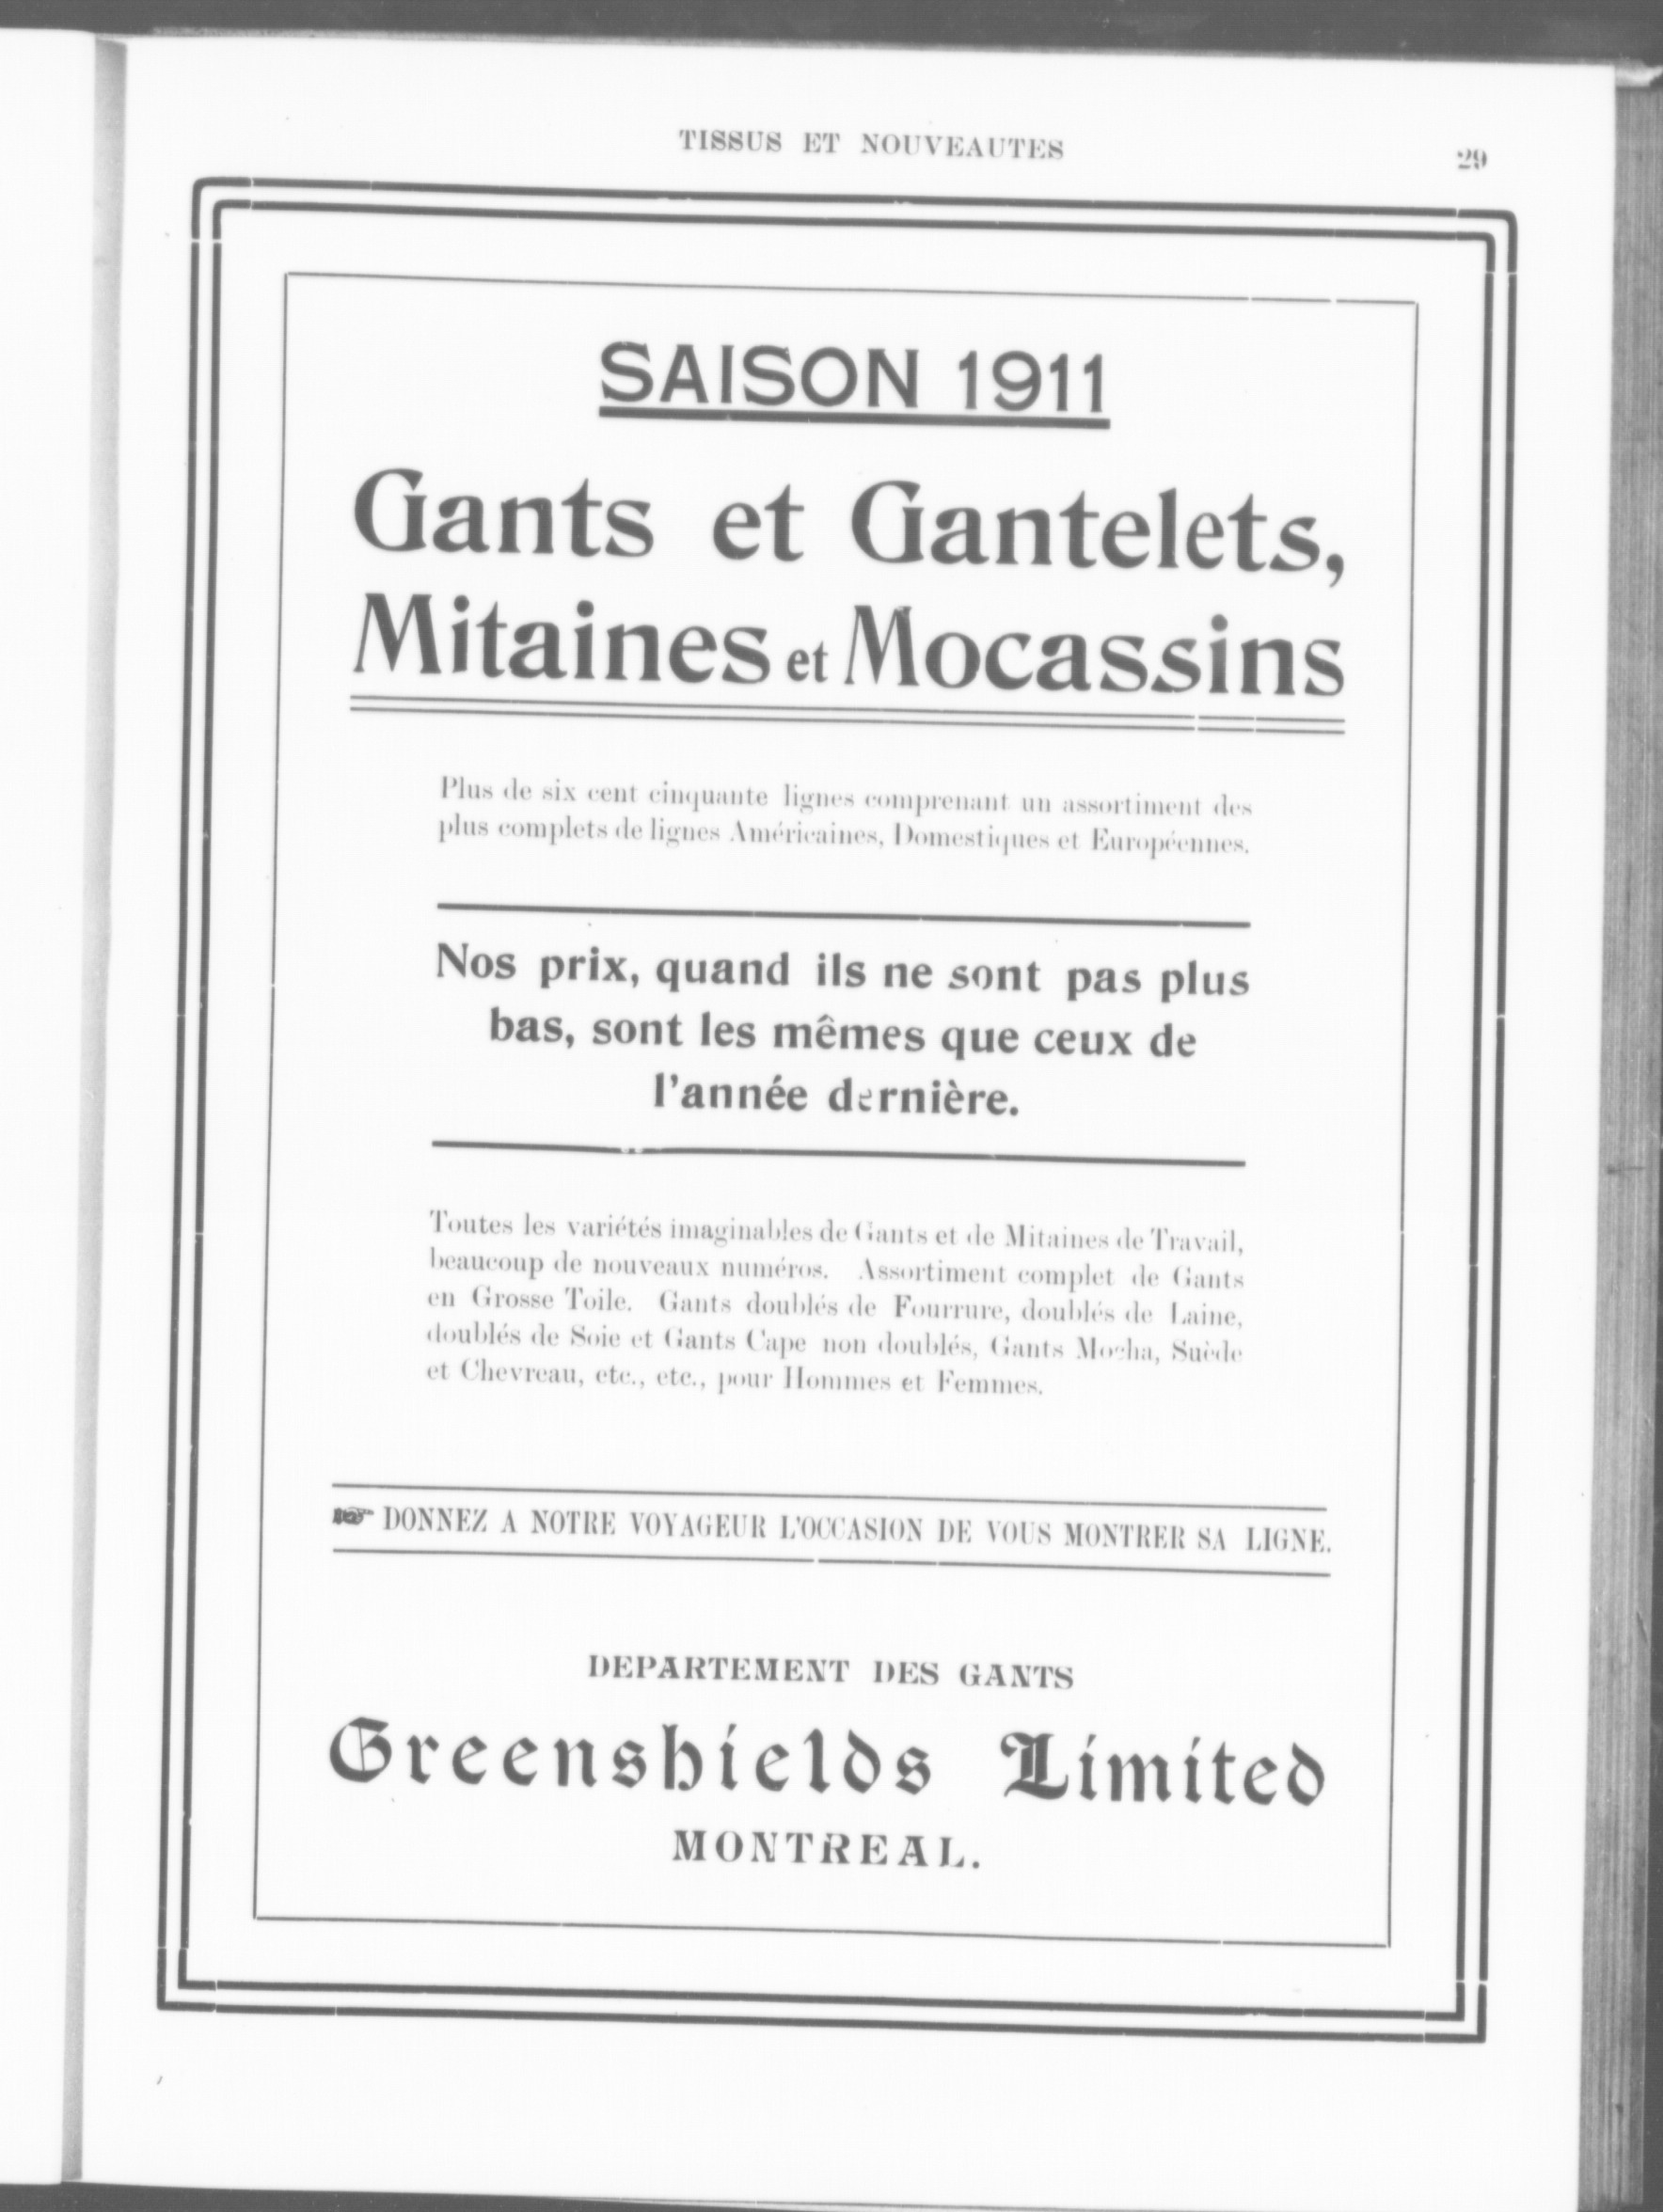 TISSUS ET NOUVEAUTES
29
SAISON 1911
Gants et Gantelets,
Mitaines et Mocassins
Plus de six cent cinquante lignes comprenant un assortiment des
plus complets de lignes Américaines, Domestiques et Européennes.
Nos prix, quand ils ne sont pas plus
bas, sont les mêmes que ceux de
l'année dernière.
Toutes les variétés imaginables de Gants et de Mitaines de Travail,
beaucoup de nouveaux numéros. Assortiment complet de Gants
en Grosse Toile. Gants doublés de Fourrure, doublés de Laine,
doublés de Soie et Gants Cape non doublés, Gants Mocha, Suède
et Chevreau, etc., etc., pour Hommes et Femmes.
☞ DONNEZ A NOTRE VOYAGEUR L'OCCASION DE VOUS MONTRER SA LIGNE.
DEPARTEMENT DES GANTS
Greenshields Limited
MONTREAL.